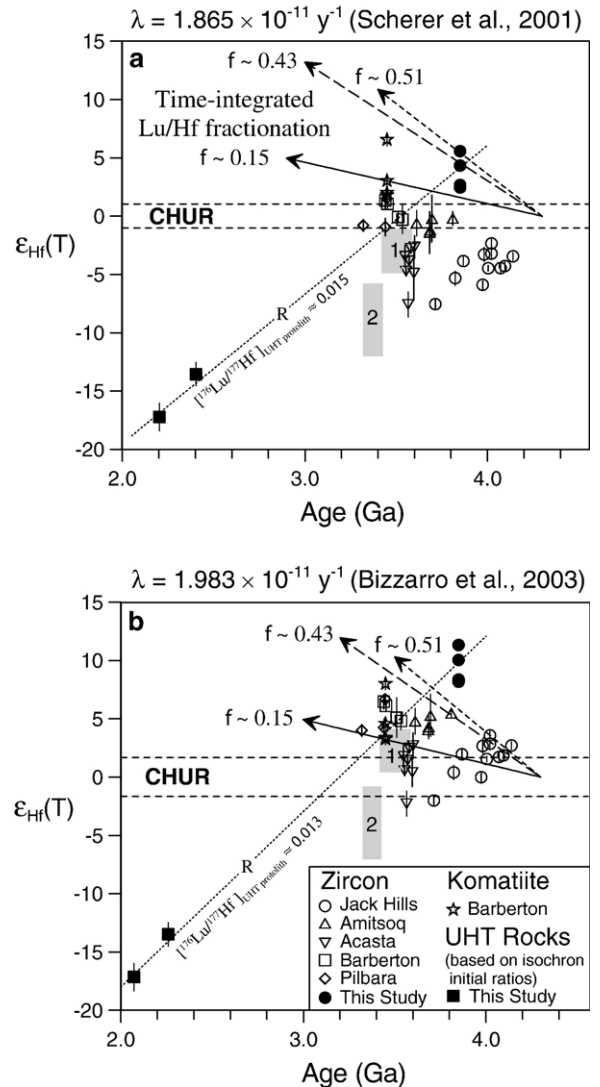 λ = 1.865 × 10⁻¹¹ y⁻¹ (Scherer et al., 2001)
a
f ~ 0.43
f ~ 0.51
Time-integrated
Lu/Hf fractionation
f ~ 0.15
CHUR
1
2
R
[¹⁷⁶Lu/¹⁷⁷Hf]UHT protolith ≈ 0.015
εHf(T)
15
10
5
0
-5
-10
-15
-20
2.0 3.0 4.0
Age (Ga)
λ = 1.983 × 10⁻¹¹ y⁻¹ (Bizzarro et al., 2003)
b
f ~ 0.43
f ~ 0.51
f ~ 0.15
CHUR
1
2
R
[¹⁷⁶Lu/¹⁷⁷Hf]UHT protolith ≈ 0.013
εHf(T)
15
10
5
0
-5
-10
-15
-20
Zircon
Jack Hills
Amitsoq
Acasta
Barberton
Pilbara
This Study
Komatiite
Barberton
UHT Rocks
(based on isochron
initial ratios)
This Study
2.0 3.0 4.0
Age (Ga)